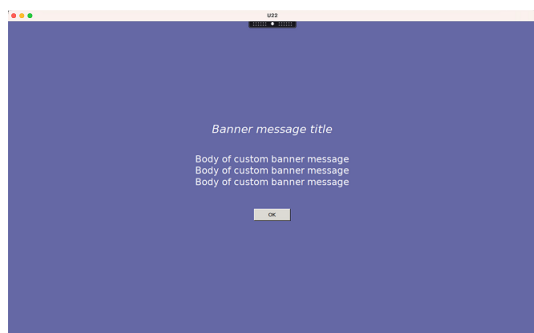 U22
Banner message title
Body of custom banner message
Body of custom banner message
Body of custom banner message
OK